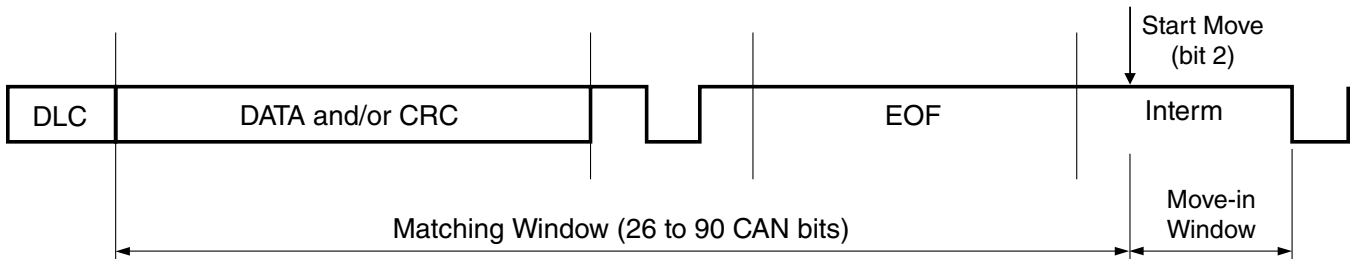 Start Move
(bit 2)
DLC
DATA and/or CRC
EOF
Interm
Matching Window (26 to 90 CAN bits)
Move-in
Window